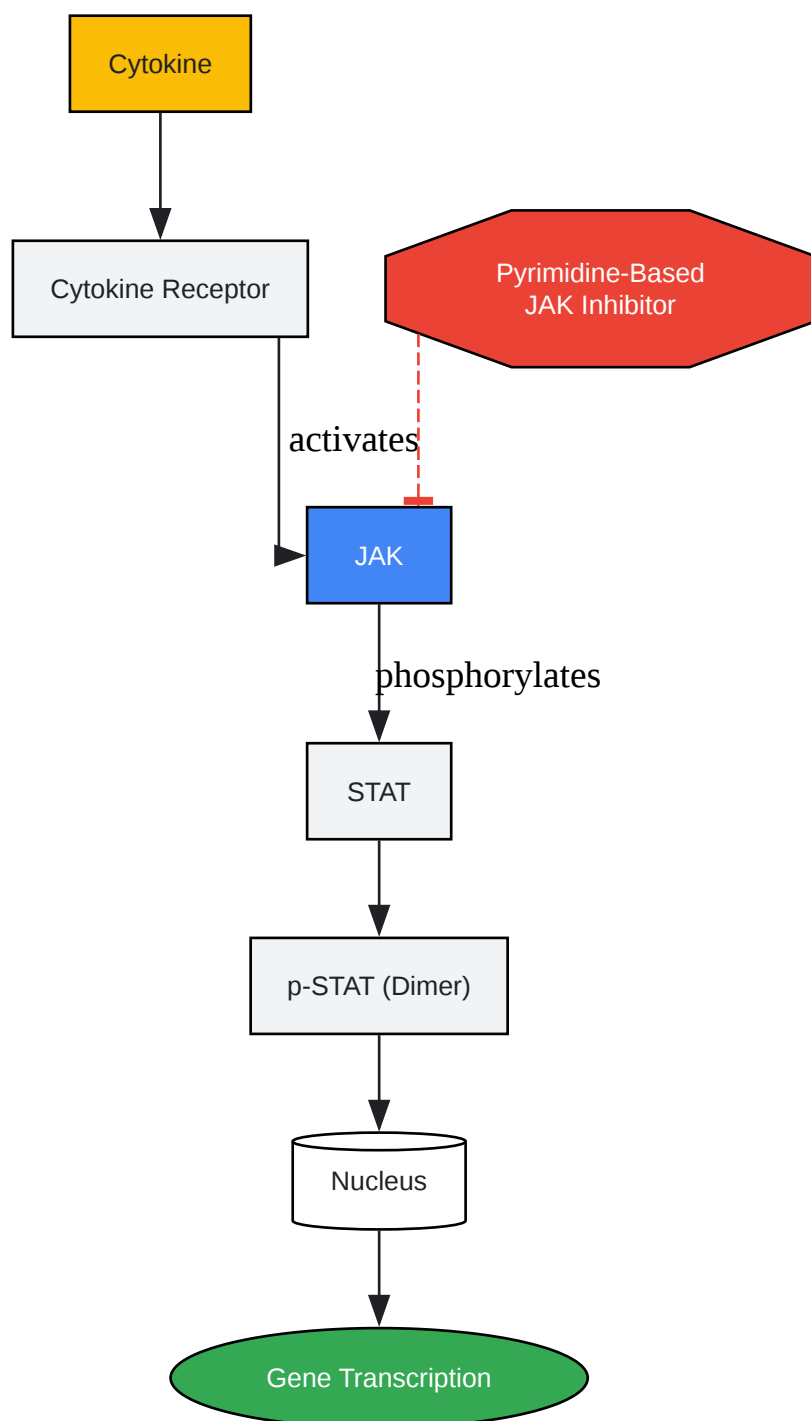 Cytokine
Cytokine Receptor
Pyrimidine-Based
JAK Inhibitor
activates
JAK
phosphorylates
STAT
p-STAT (Dimer)
Nucleus
Gene Transcription